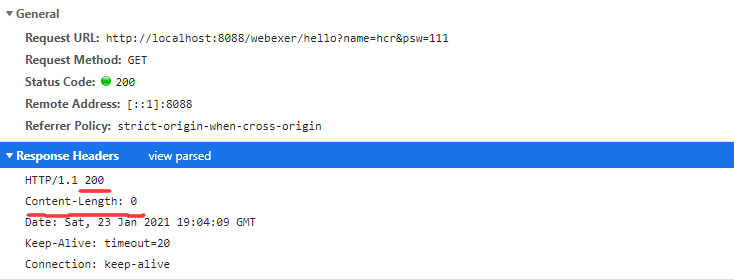 General
Request URL: http://localhost:8088/webexer/hello?name=hcr&psw=111
Request Method: GET
Status Code: 200
Remote Address: [::1]:8088
Referrer Policy: strict-origin-when-cross-origin
Response Headers view parsed
HTTP/1.1 200
Content-Length: 0
Date: Sat, 23 Jan 2021 19:04:09 GMT
Keep-Alive: timeout=20
Connection: keep-alive